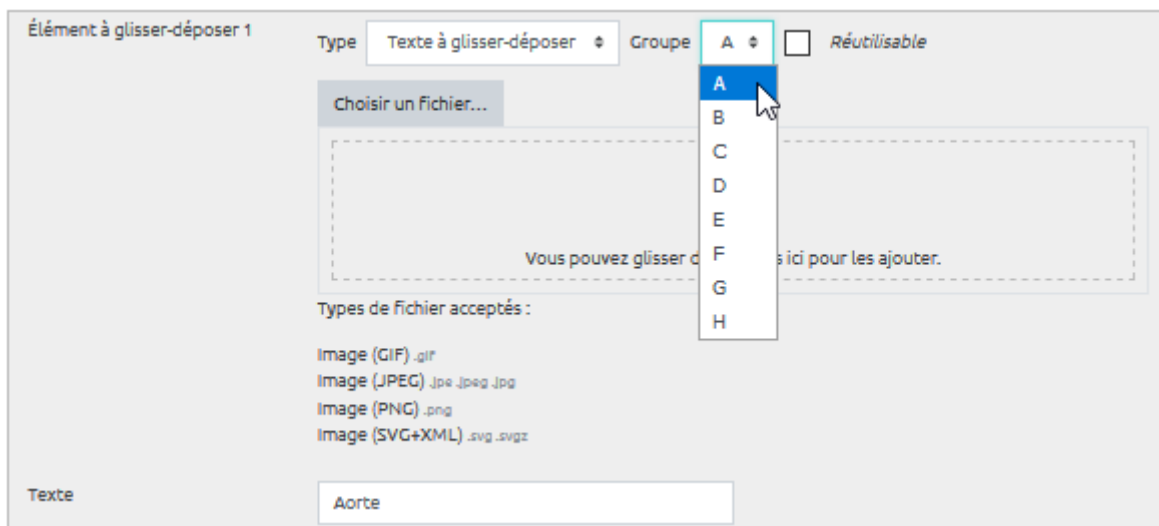 Élément à glisser-déposer 1
Type Texte à glisser-déposer Groupe A Réutilisable
A
Choisir un fichier...
B
C
D
E
Vous pouvez glisser d
F
s ici pour les ajouter.
G
Types de fichier acceptés :
H
Image (GIF) .gif
Image (JPEG) .jpe .jpeg .jpg
Image (PNG) .png
Image (SVG+XML) .svg .svgz
Texte
Aorte